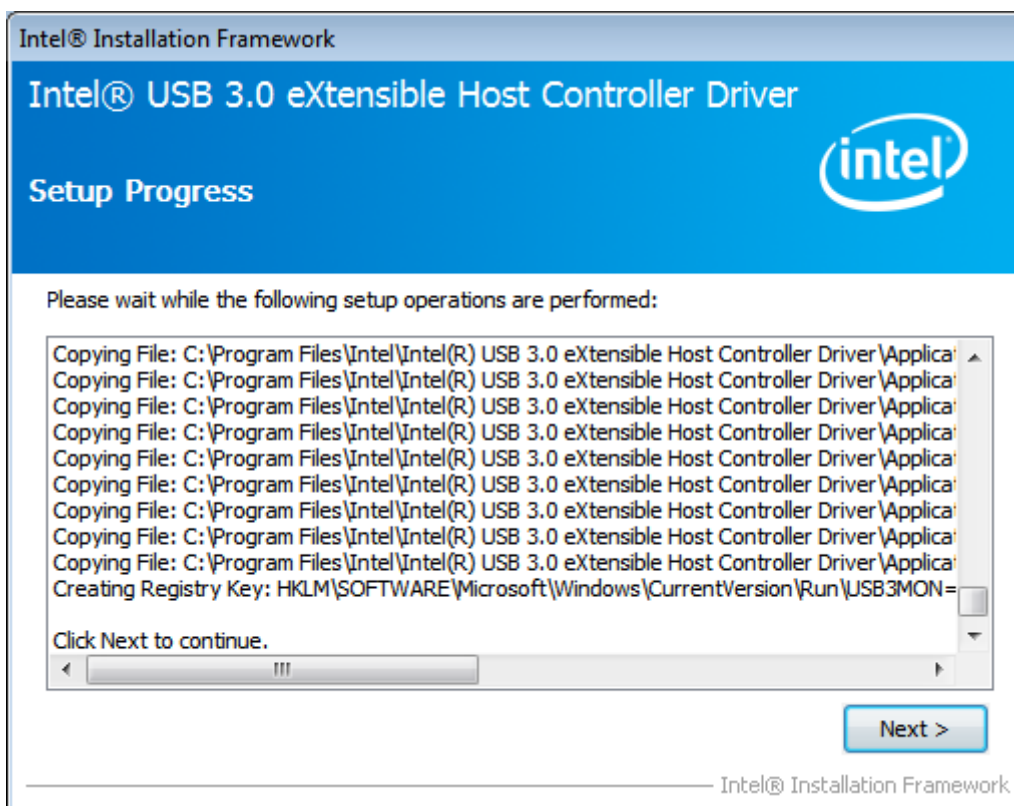 Intel® Installation Framework
Intel® USB 3.0 eXtensible Host Controller Driver
intel
Setup Progress
Please wait while the following setup operations are performed:
Copying File: C:\Program Files\Intel\Intel(R) USB 3.0 eXtensible Host Controller Driver\Applicat
Copying File: C:\Program Files\Intel\Intel(R) USB 3.0 eXtensible Host Controller Driver\Applicat
Copying File: C:\Program Files\Intel\Intel(R) USB 3.0 eXtensible Host Controller Driver\Applicat
Copying File: C:\Program Files\Intel\Intel(R) USB 3.0 eXtensible Host Controller Driver\Applicat
Copying File: C:\Program Files\Intel\Intel(R) USB 3.0 eXtensible Host Controller Driver\Applicat
Copying File: C:\Program Files\Intel\Intel(R) USB 3.0 eXtensible Host Controller Driver\Applicat
Copying File: C:\Program Files\Intel\Intel(R) USB 3.0 eXtensible Host Controller Driver\Applicat
Copying File: C:\Program Files\Intel\Intel(R) USB 3.0 eXtensible Host Controller Driver\Applicat
Copying File: C:\Program Files\Intel\Intel(R) USB 3.0 eXtensible Host Controller Driver\Applicat
Creating Registry Key: HKLM\SOFTWARE\Microsoft\Windows\CurrentVersion\Run\USB3MON=
Click Next to continue.
Next >
Intel® Installation Framework